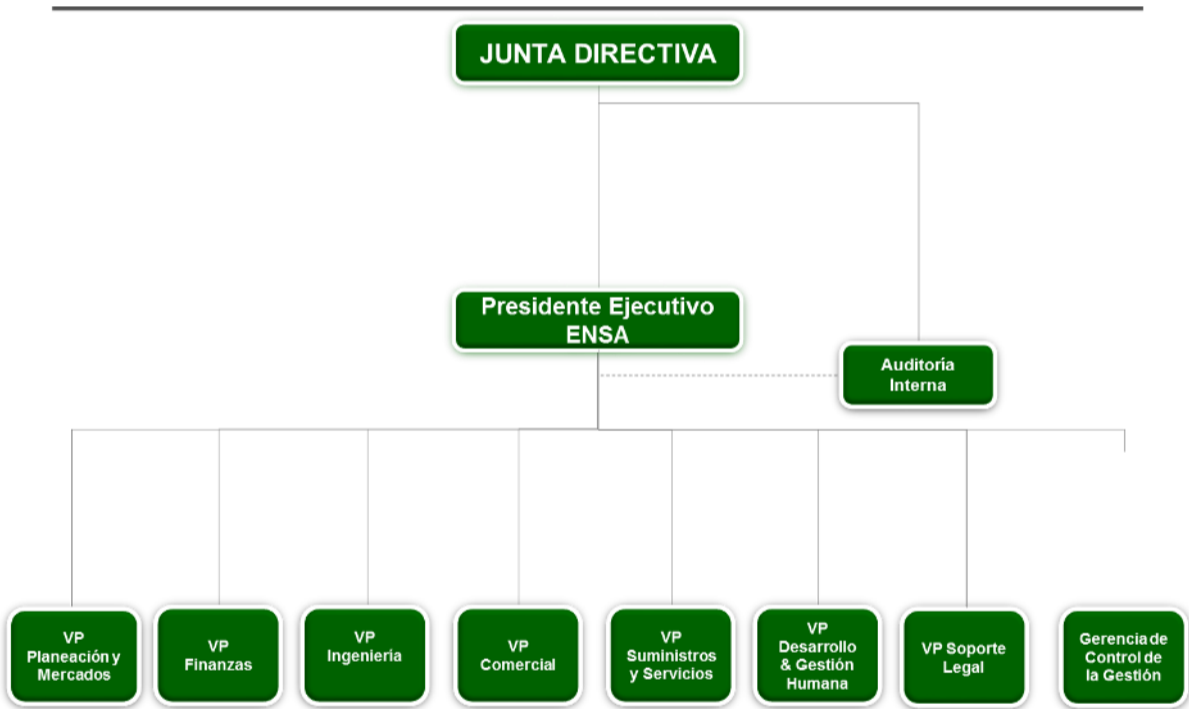 JUNTA DIRECTIVA
Presidente Ejecutivo
ENSA
Auditoría
Interna
VP
Planeación y
Mercados
VP
Finanzas
VP
Ingeniería
VP
Comercial
VP
Suministros
y Servicios
VP
Desarrollo
& Gestión
Humana
VP Soporte
Legal
Gerencia de
Control de
la Gestión